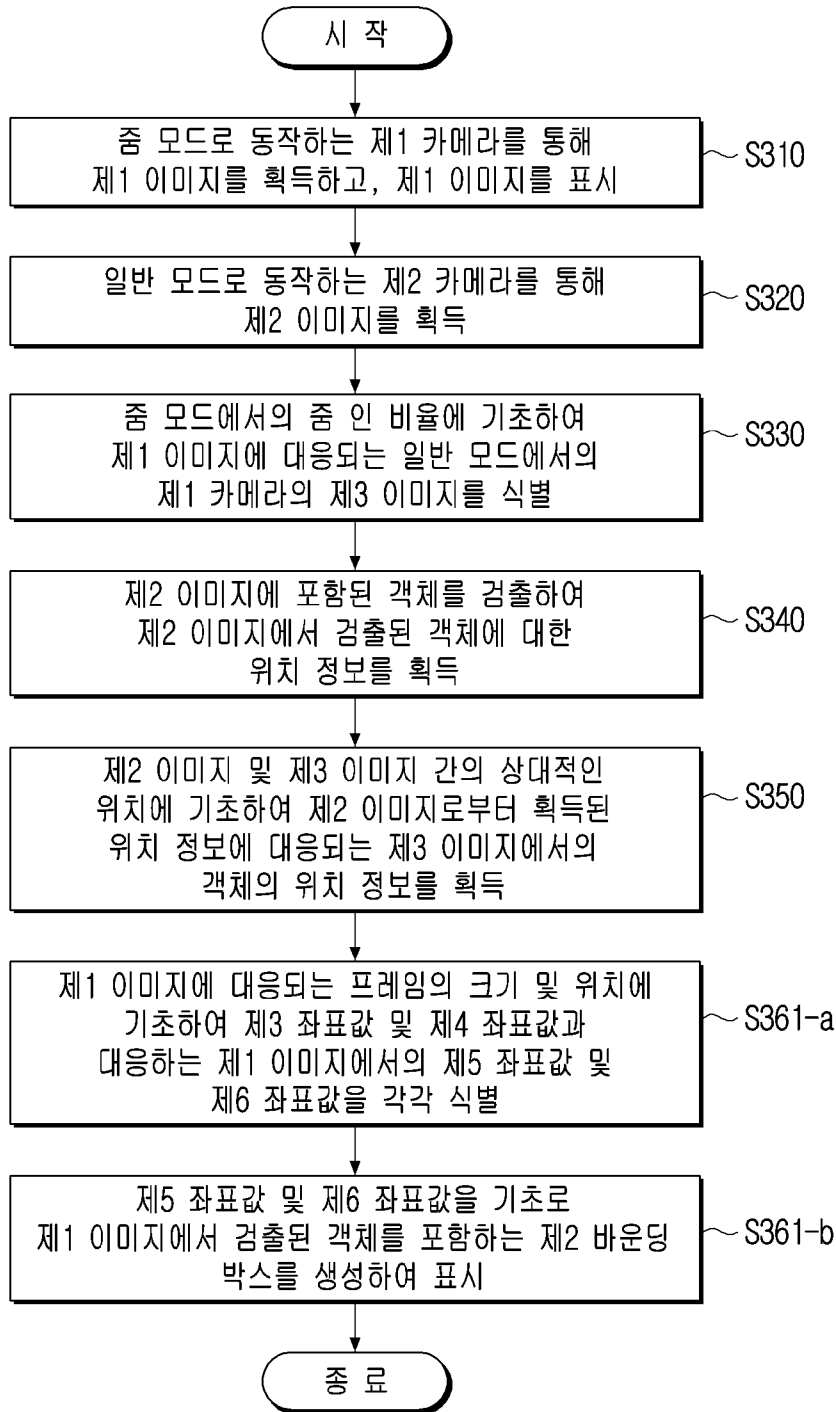 시 작
줌 모드로 동작하는 제1 카메라를 통해
제1 이미지를 획득하고, 제1 이미지를 표시
S310
일반 모드로 동작하는 제2 카메라를 통해
제2 이미지를 획득
S320
줌 모드에서의 줌 인 비율에 기초하여
제1 이미지에 대응되는 일반 모드에서의
제1 카메라의 제3 이미지를 식별
S330
제2 이미지에 포함된 객체를 검출하여
제2 이미지에서 검출된 객체에 대한
위치 정보를 획득
S340
제2 이미지 및 제3 이미지 간의 상대적인
위치에 기초하여 제2 이미지로부터 획득된
위치 정보에 대응되는 제3 이미지에서의
객체의 위치 정보를 획득
S350
제1 이미지에 대응되는 프레임의 크기 및 위치에
기초하여 제3 좌표값 및 제4 좌표값과
대응하는 제1 이미지에서의 제5 좌표값 및
제6 좌표값을 각각 식별
S361-a
제5 좌표값 및 제6 좌표값을 기초로
제1 이미지에서 검출된 객체를 포함하는 제2 바운딩
박스를 생성하여 표시
S361-b
종 료